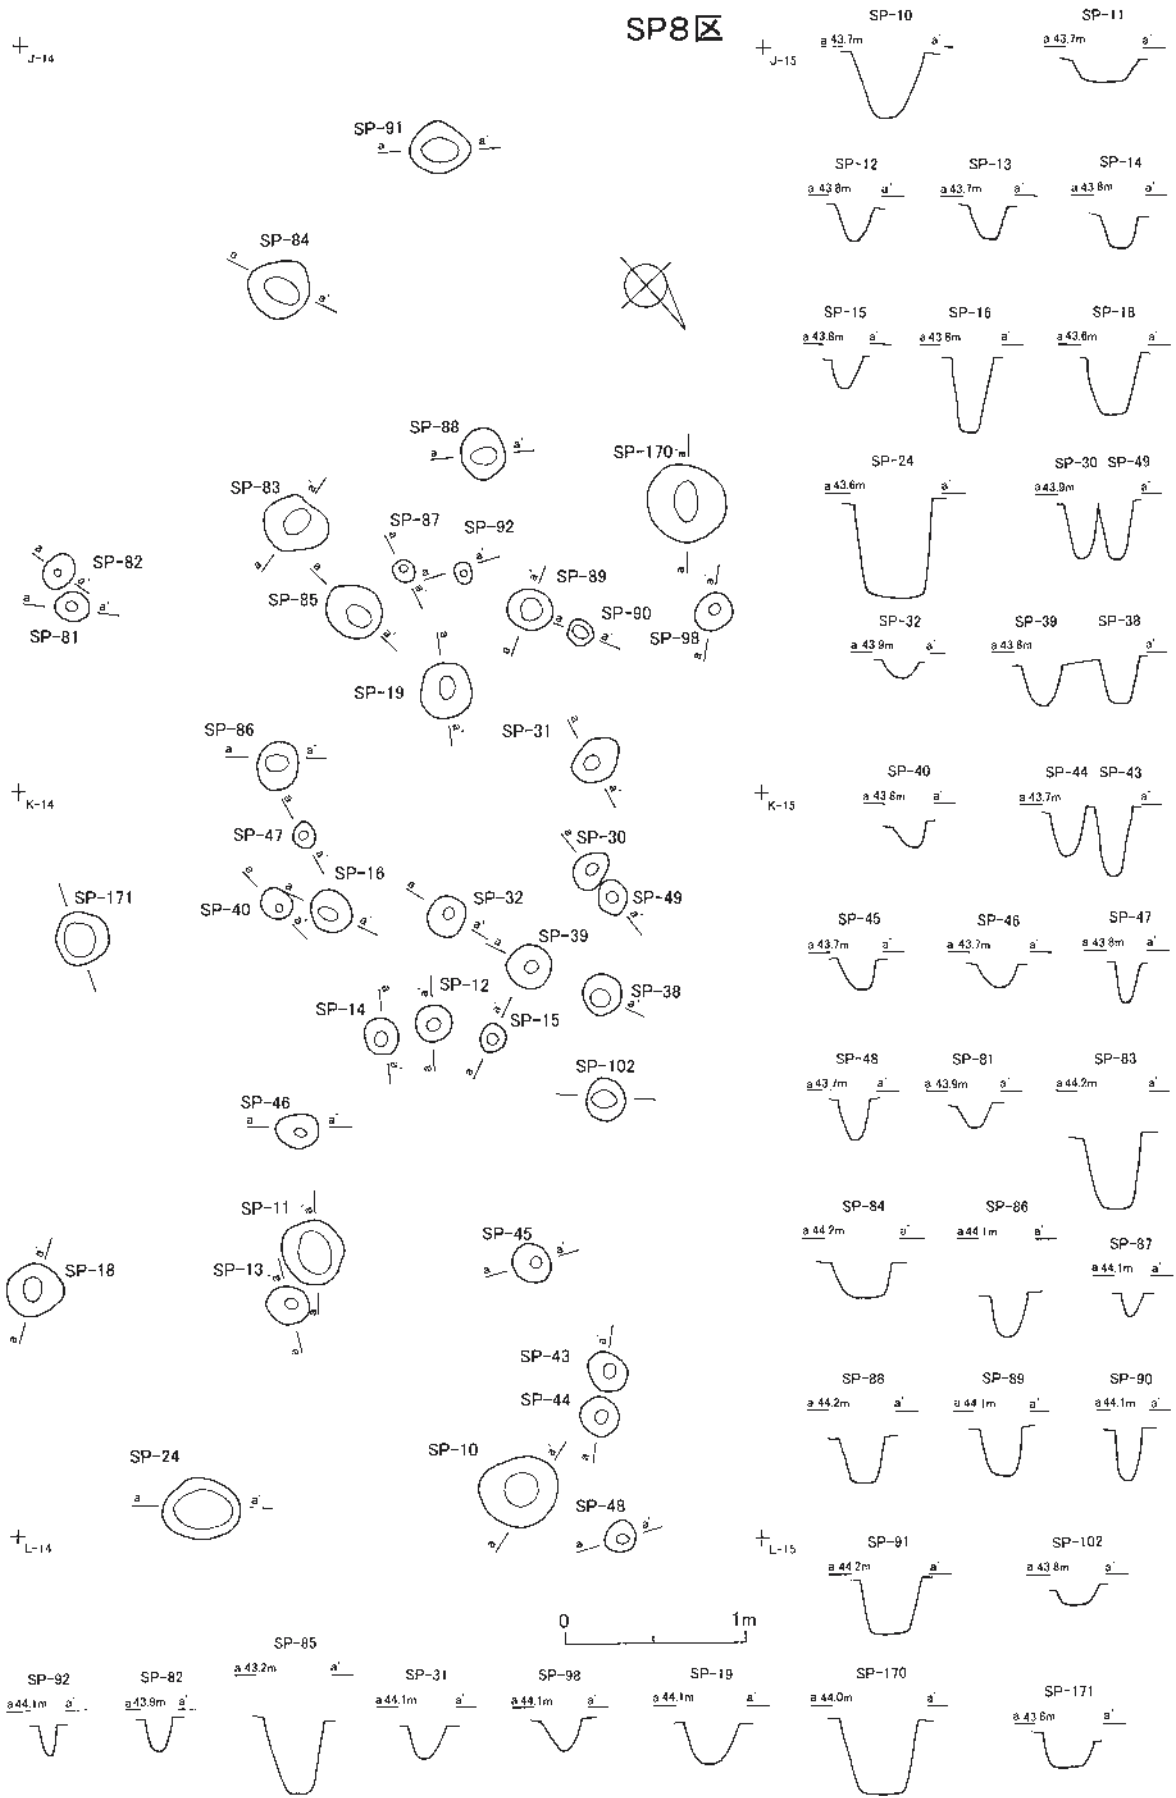 SP8区
J-14
J-15
SP-91
a a'
SP-84
a a'
SP-88
a a'
SP-170
a
SP-83
a a'
SP-87
a a'
SP-92
a a'
SP-82
a a'
SP-89
a a'
SP-81
a a'
SP-85
a a'
SP-90
a a'
SP-98
a a'
SP-19
a a'
SP-86
a a'
SP-31
a a'
K-14
K-15
SP-47
a a'
SP-30
a
SP-16
a a'
SP-171
SP-40
a a'
SP-32
a a'
SP-49
a'
SP-39
a a'
SP-12
a a'
SP-38
a'
SP-14
a a'
SP-15
a a'
SP-102
SP-46
a a'
SP-11
a a'
SP-45
a a'
SP-18
a a'
SP-13
a a'
SP-43
a'
SP-44
a
SP-10
a a'
SP-24
a a'
SP-48
a a'
L-14
L-15
0 1m
SP-10 SP-11
a 43.7m a' a 43.7m a'
SP-12 SP-13 SP-14
a 43.8m a' a 43.7m a' a 43.8m a'
SP-15 SP-16 SP-18
a 43.8m a' a 43.8m a' a 43.6m a'
SP-24 SP-30 SP-49
a 43.6m a' a 43.9m a'
SP-32 SP-39 SP-38
a 43.9m a' a 43.8m a'
SP-40 SP-44 SP-43
a 43.8m a' a 43.7m a'
SP-45 SP-46 SP-47
a 43.7m a' a 43.7m a' a 43.8m a'
SP-48 SP-81 SP-83
a 43.7m a' a 43.9m a' a 44.2m a'
SP-84 SP-86 SP-87
a 44.2m a' a 44.1m a' a 44.1m a'
SP-88 SP-89 SP-90
a 44.2m a' a 44.1m a' a 44.1m a'
SP-91 SP-102
a 44.2m a' a 43.8m a'
SP-92 SP-82 SP-85 SP-31 SP-98 SP-19 SP-170 SP-171
a 44.1m a' a 43.9m a' a 43.2m a' a 44.1m a' a 44.1m a' a 44.1m a' a 44.0m a' a 43.6m a'